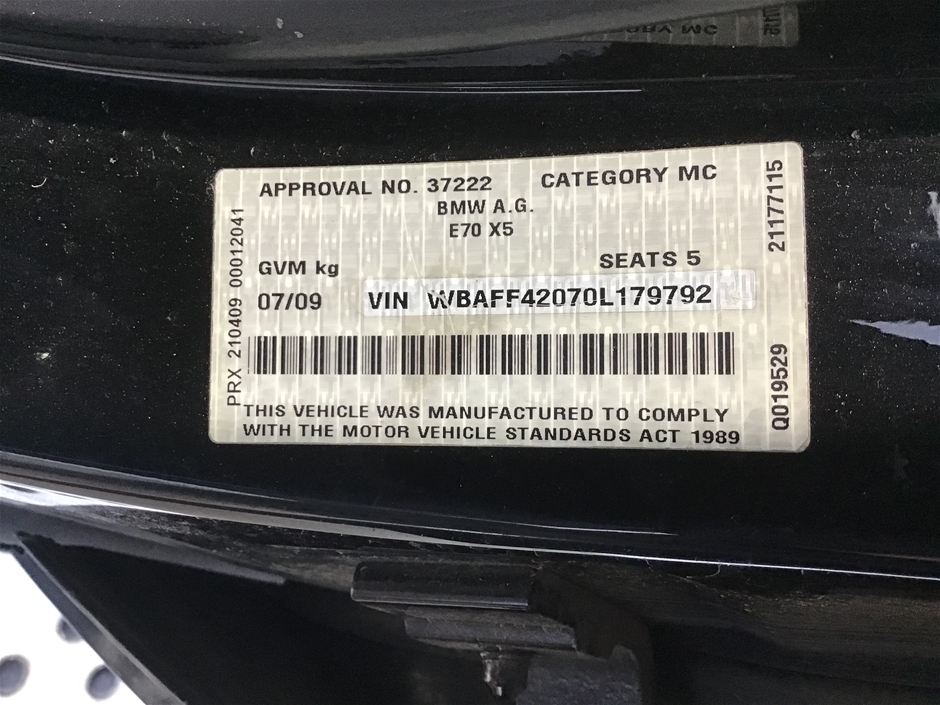 APPROVAL NO. 37222 CATEGORY MC
BMW A.G.
E70 X5
GVM kg SEATS 5
07/09 VIN WBAFF42070L179792
THIS VEHICLE WAS MANUFACTURED TO COMPLY
WITH THE MOTOR VEHICLE STANDARDS ACT 1989
PRX 210409 00012041
21177115
Q019529